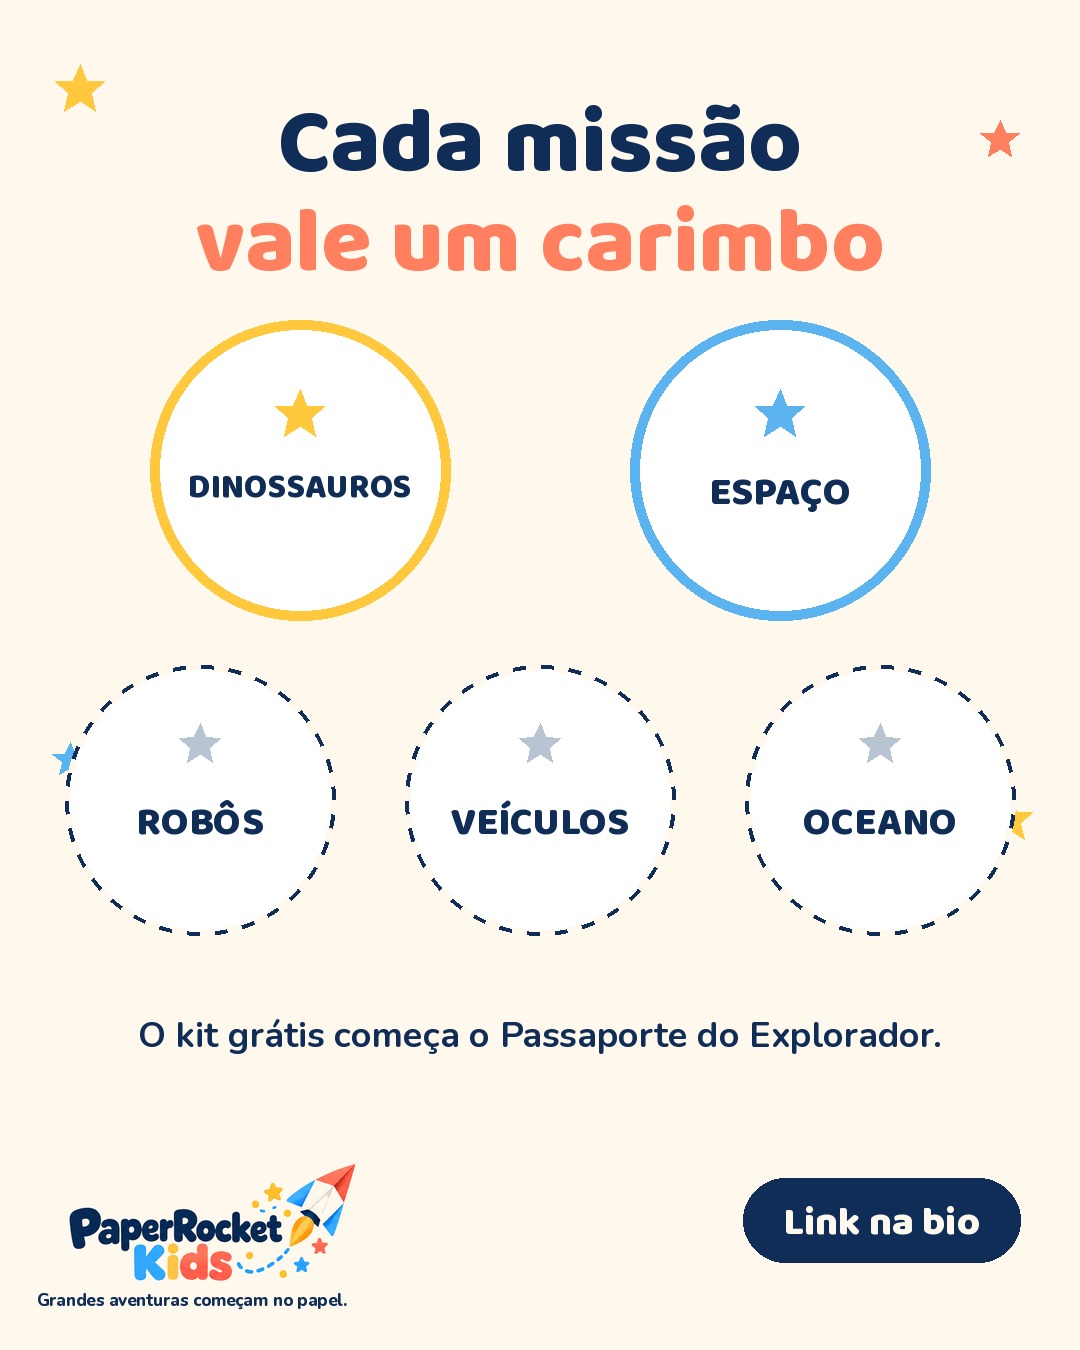 Cada missão
vale um carimbo
DINOSSAUROS
ESPAÇO
ROBÔS
VEÍCULOS
OCEANO
O kit grátis começa o Passaporte do Explorador.
PaperRocket
Kids
Grandes aventuras começam no papel.
Link na bio